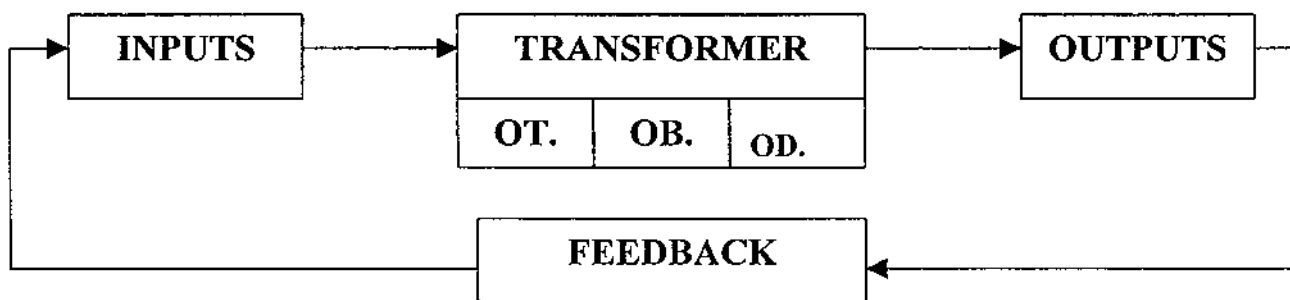 INPUTS
TRANSFORMER
OUTPUTS
OT.
OB.
OD.
FEEDBACK